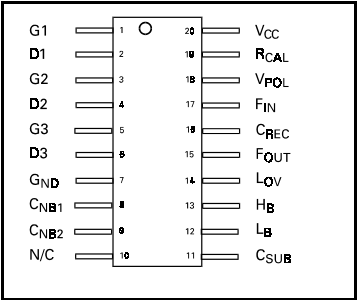 G1 1 20 VCC
D1 2 19 RCAL
G2 3 18 VPOL
D2 4 17 FIN
G3 5 16 CREC
D3 6 15 FOUT
GND 7 14 LOV
CNB1 8 13 HB
CNB2 9 12 LB
N/C 10 11 CSUB